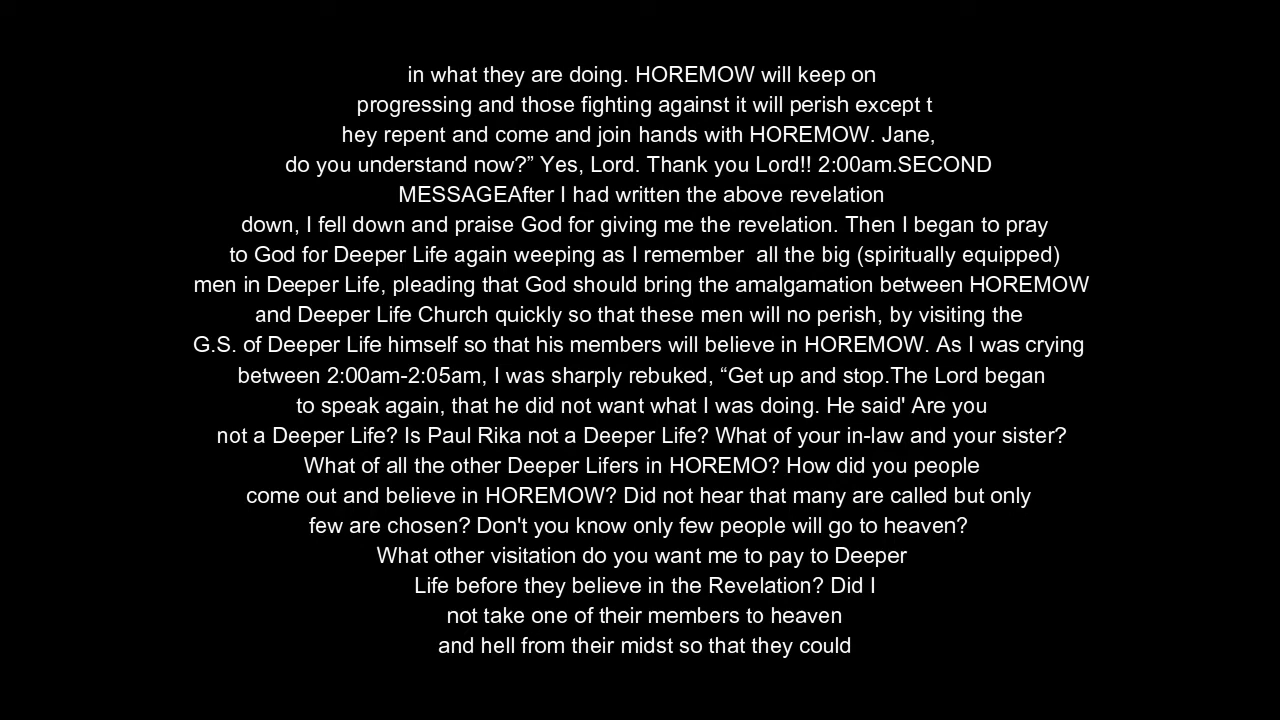 in what they are doing. HOREMOW will keep on
progressing and those fighting against it will perish except t
hey repent and come and join hands with HOREMOW. Jane,
do you understand now?” Yes, Lord. Thank you Lord!! 2:00am.SECOND
MESSAGEAfter I had written the above revelation
down, I fell down and praise God for giving me the revelation. Then I began to pray
to God for Deeper Life again weeping as I remember  all the big (spiritually equipped)
men in Deeper Life, pleading that God should bring the amalgamation between HOREMOW
and Deeper Life Church quickly so that these men will no perish, by visiting the
G.S. of Deeper Life himself so that his members will believe in HOREMOW. As I was crying
between 2:00am-2:05am, I was sharply rebuked, “Get up and stop.The Lord began
to speak again, that he did not want what I was doing. He said' Are you
not a Deeper Life? Is Paul Rika not a Deeper Life? What of your in-law and your sister?
What of all the other Deeper Lifers in HOREMO? How did you people
come out and believe in HOREMOW? Did not hear that many are called but only
few are chosen? Don't you know only few people will go to heaven?
What other visitation do you want me to pay to Deeper
Life before they believe in the Revelation? Did I
not take one of their members to heaven
and hell from their midst so that they could